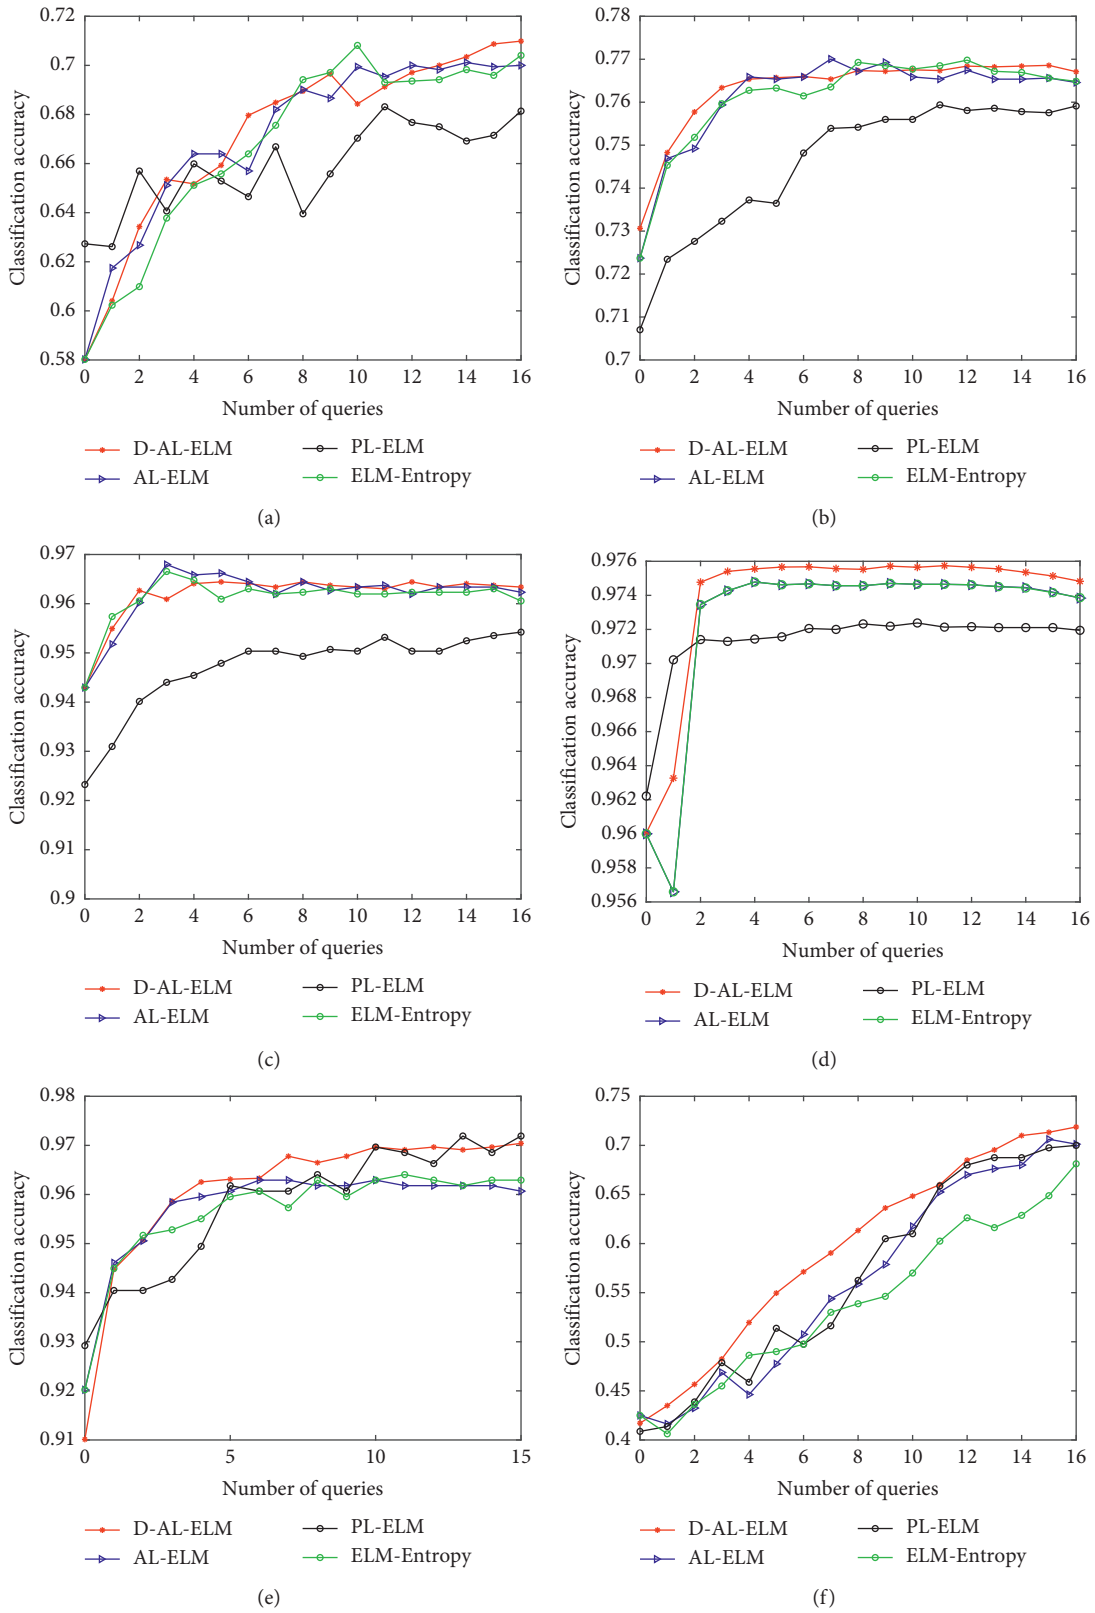 0.72
0.7
0.68
0.66
0.64
0.62
0.6
0.58
Classification accuracy
0 2 4 6 8 10 12 14 16
Number of queries
D-AL-ELM PL-ELM
AL-ELM ELM-Entropy
(a)
0.78
0.77
0.76
0.75
0.74
0.73
0.72
0.71
0.7
Classification accuracy
0 2 4 6 8 10 12 14 16
Number of queries
D-AL-ELM PL-ELM
AL-ELM ELM-Entropy
(b)
0.97
0.96
0.95
0.94
0.93
0.92
0.91
0.9
Classification accuracy
0 2 4 6 8 10 12 14 16
Number of queries
D-AL-ELM PL-ELM
AL-ELM ELM-Entropy
(c)
0.976
0.974
0.972
0.97
0.968
0.966
0.964
0.962
0.96
0.958
0.956
Classification accuracy
0 2 4 6 8 10 12 14 16
Number of queries
D-AL-ELM PL-ELM
AL-ELM ELM-Entropy
(d)
0.98
0.97
0.96
0.95
0.94
0.93
0.92
0.91
Classification accuracy
0 5 10 15
Number of queries
D-AL-ELM PL-ELM
AL-ELM ELM-Entropy
(e)
0.75
0.7
0.65
0.6
0.55
0.5
0.45
0.4
Classification accuracy
0 2 4 6 8 10 12 14 16
Number of queries
D-AL-ELM PL-ELM
AL-ELM ELM-Entropy
(f)